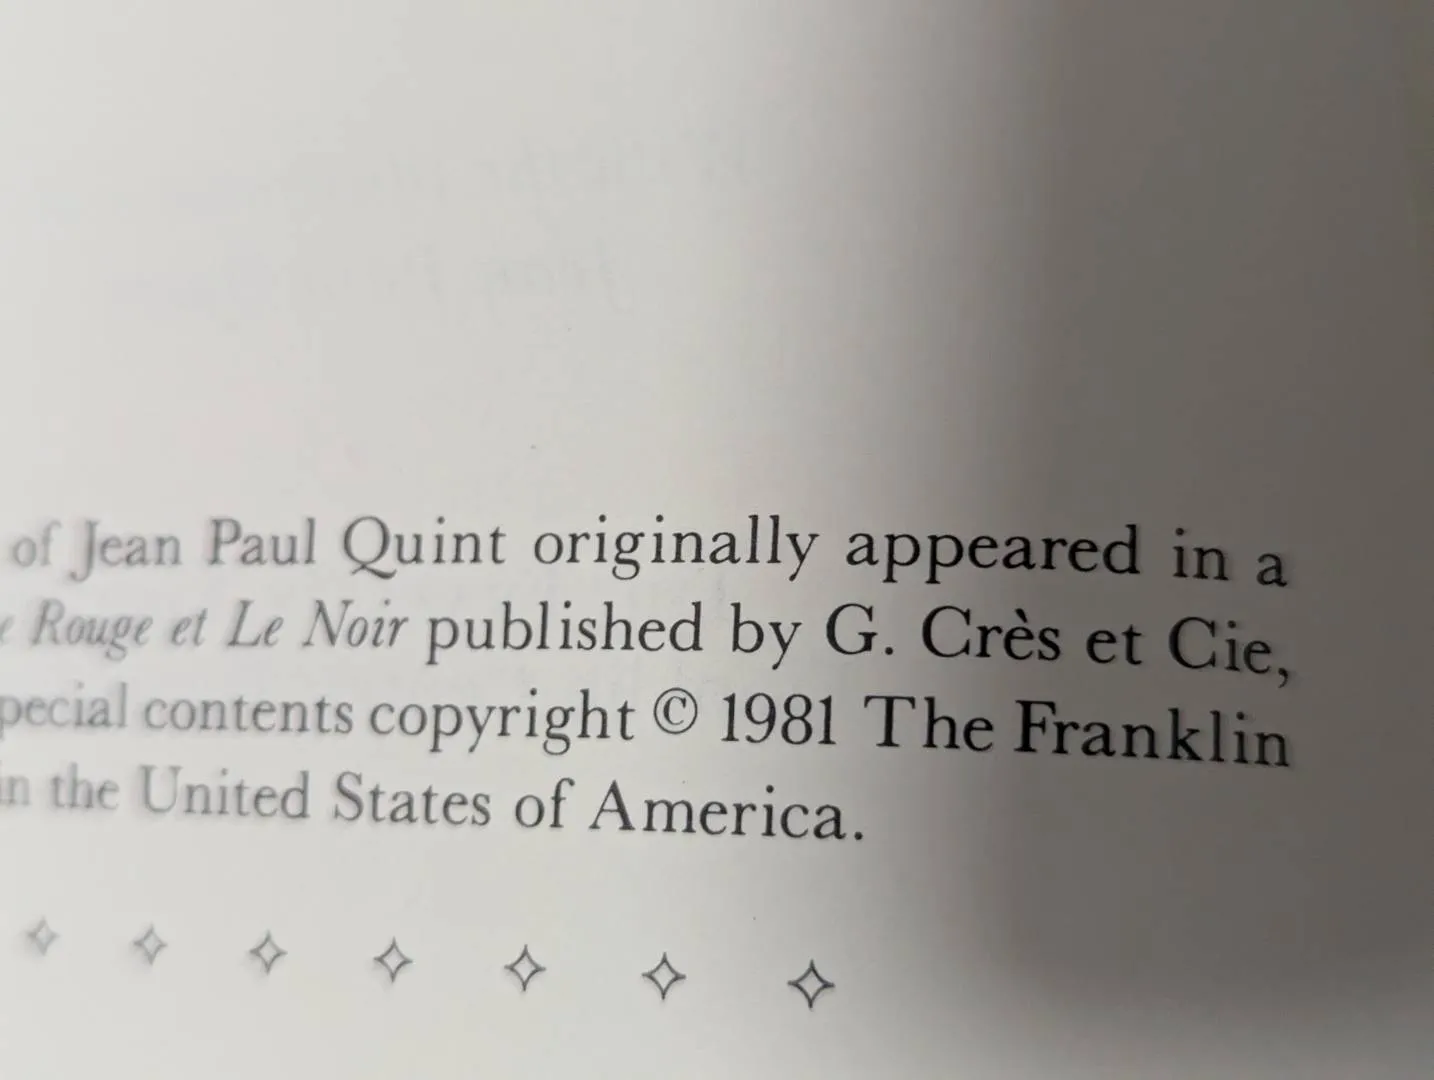 of Jean Paul Quint originally appeared in a
Rouge et Le Noir published by G. Crès et Cie,
pecial contents copyright © 1981 The Franklin
in the United States of America.